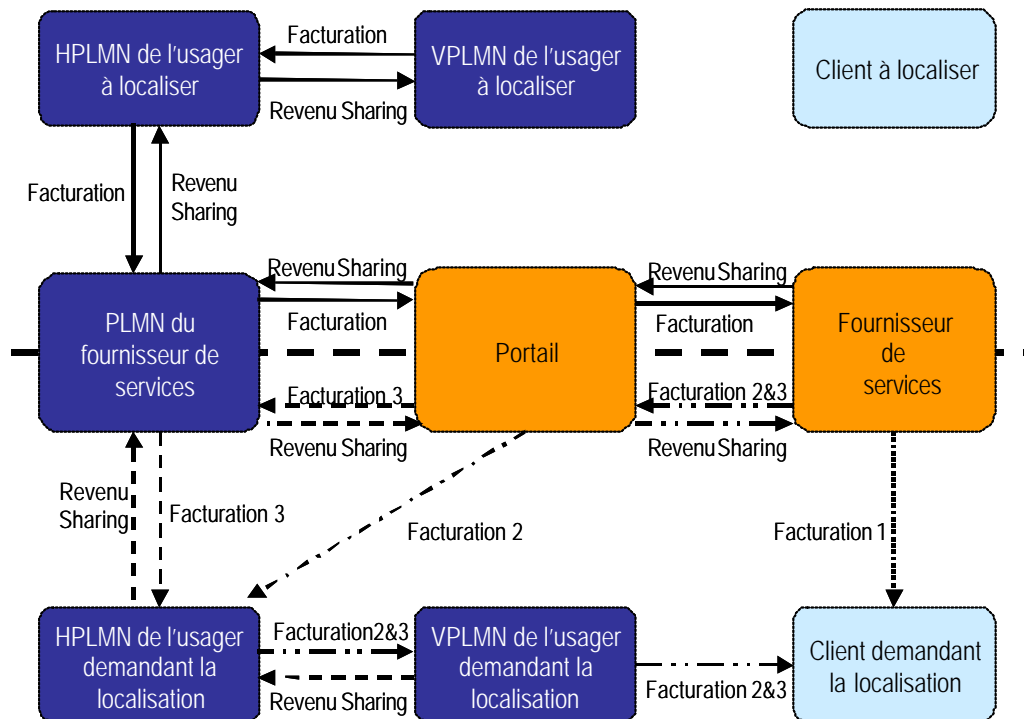 Facturation
HPLMN de l'usager
à localiser
VPLMN de l'usager
à localiser
Client à localiser
Revenu Sharing
Facturation
Revenu
Sharing
Revenu Sharing
Revenu Sharing
Facturation
Facturation
PLMN du
fournisseur de
services
Portail
Fournisseur
de
services
Facturation 3
Facturation 2&3
Revenu Sharing
Revenu Sharing
Revenu
Sharing
Facturation 3
Facturation 2
Facturation 1
HPLMN de l'usager
demandant la
localisation
Facturation2&3
Revenu Sharing
VPLMN de l'usager
demandant la
localisation
Facturation 2&3
Client demandant
la localisation